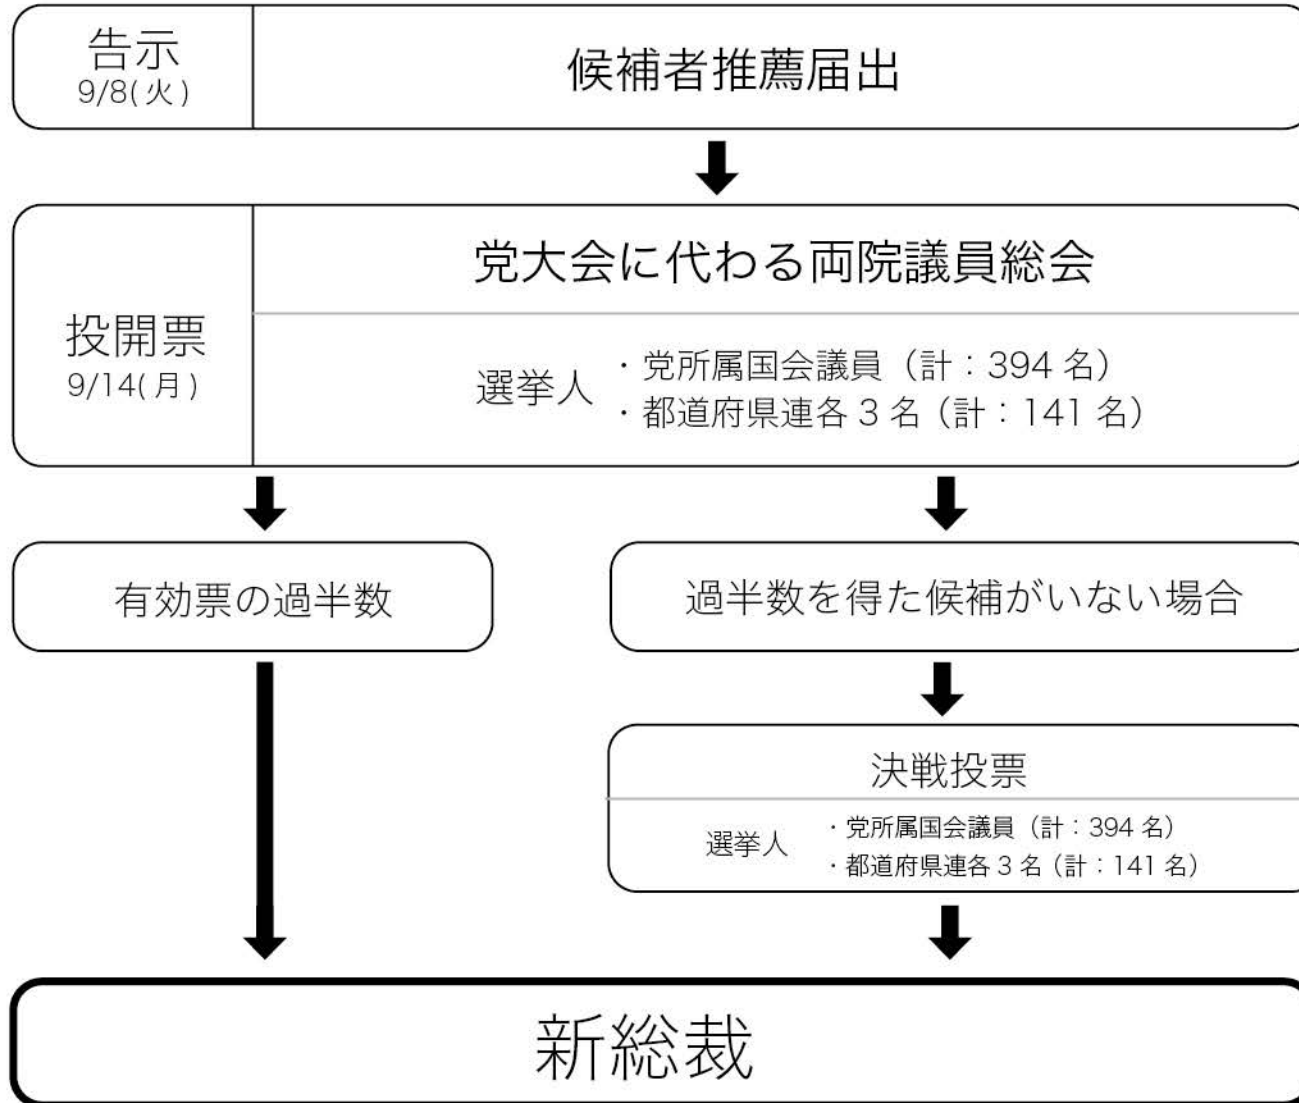 告示
9/8(火)
候補者推薦届出
党大会に代わる両院議員総会
投開票
9/14(月)
選挙人
・党所属国会議員（計：394 名）
・都道府県連各 3 名（計：141 名）
有効票の過半数
過半数を得た候補がいない場合
決戦投票
選挙人
・党所属国会議員（計：394 名）
・都道府県連各 3 名（計：141 名）
新総裁